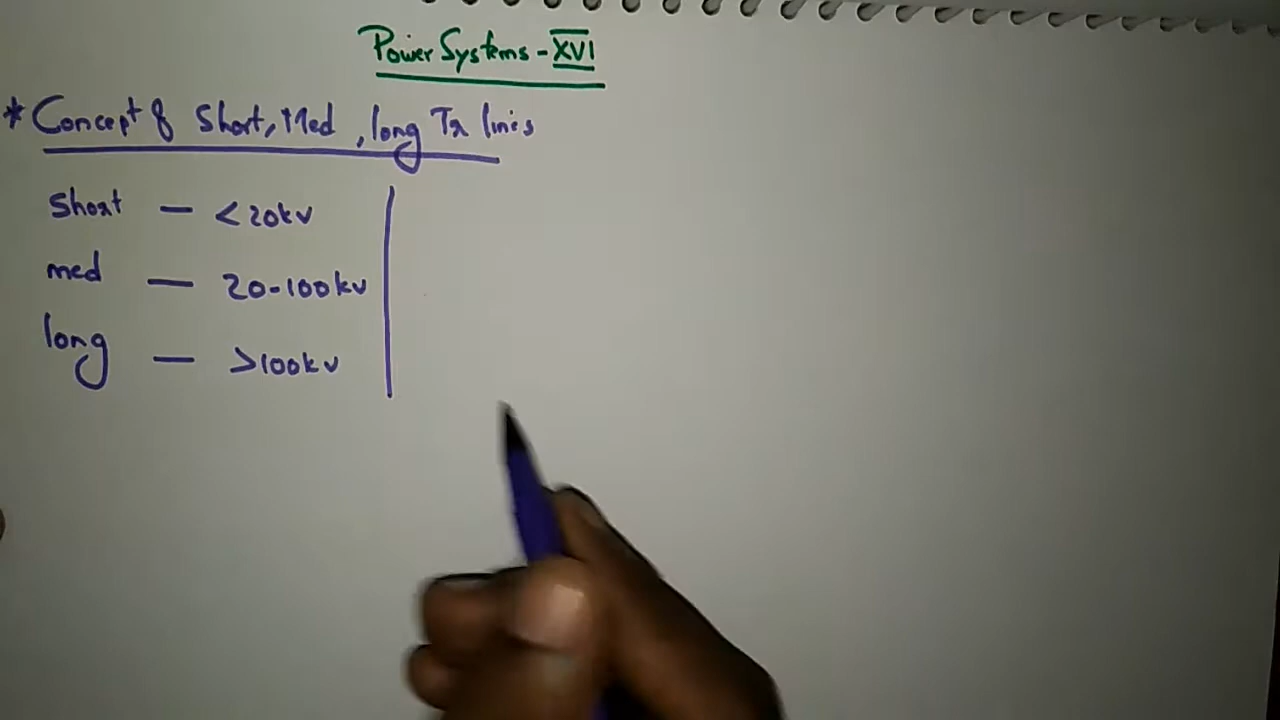 Power Systems - XVI
* Concept of Short, Med, long Tx lines
Short — <20kv
med — 20-100kv
long — >100kv